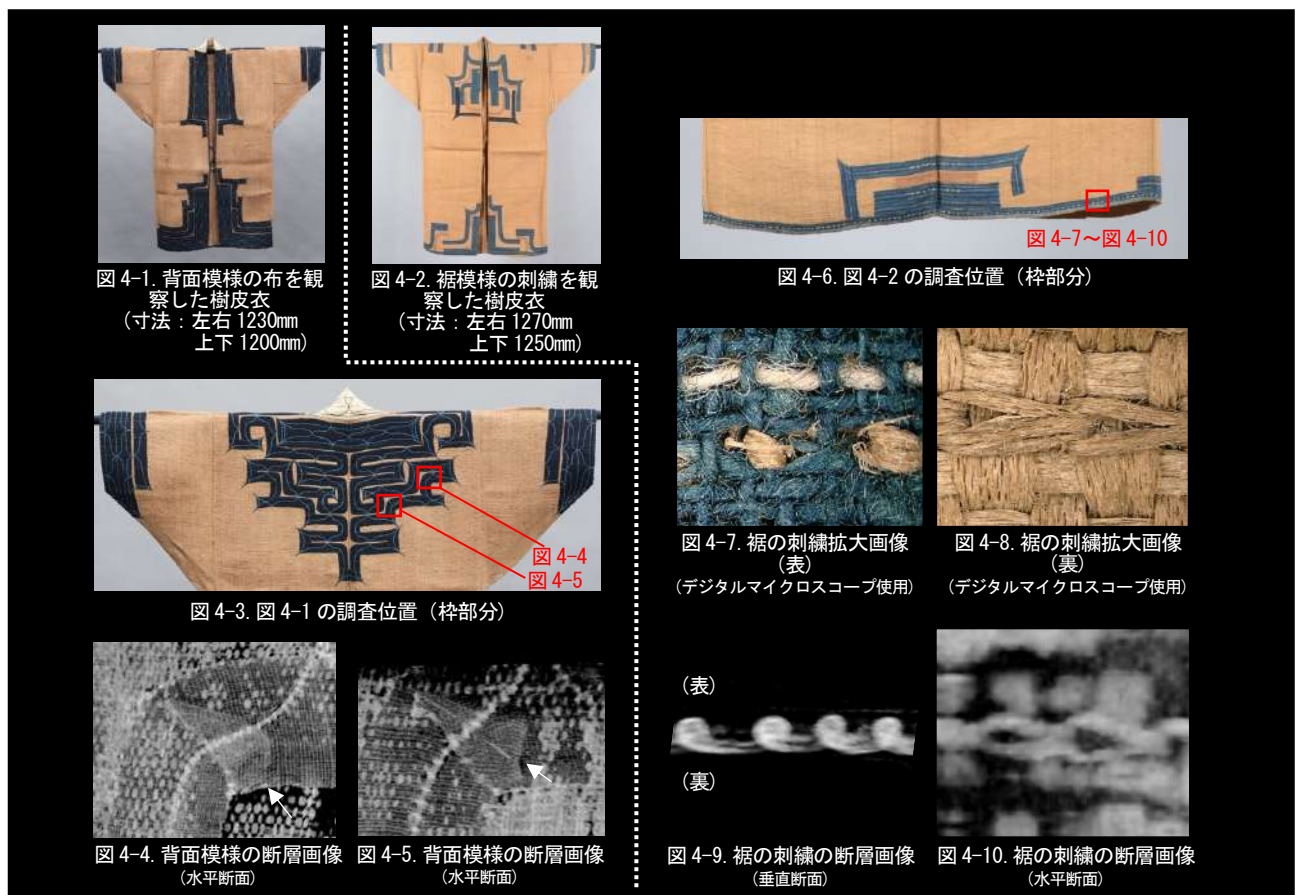 図 4-1. 背面模様の布を観
察した樹皮衣
（寸法：左右 1230mm
上下 1200mm）
図 4-2. 裾模様の刺繍を観
察した樹皮衣
（寸法：左右 1270mm
上下 1250mm）
図 4-4
図 4-5
図 4-3. 図 4-1 の調査位置（枠部分）
図 4-4. 背面模様の断層画像
（水平断面）
図 4-5. 背面模様の断層画像
（水平断面）
図 4-7～図 4-10
図 4-6. 図 4-2 の調査位置（枠部分）
図 4-7. 裾の刺繍拡大画像
（表）
（デジタルマイクロスコープ使用）
図 4-8. 裾の刺繍拡大画像
（裏）
（デジタルマイクロスコープ使用）
（表）
（裏）
図 4-9. 裾の刺繍の断層画像
（垂直断面）
図 4-10. 裾の刺繍の断層画像
（水平断面）